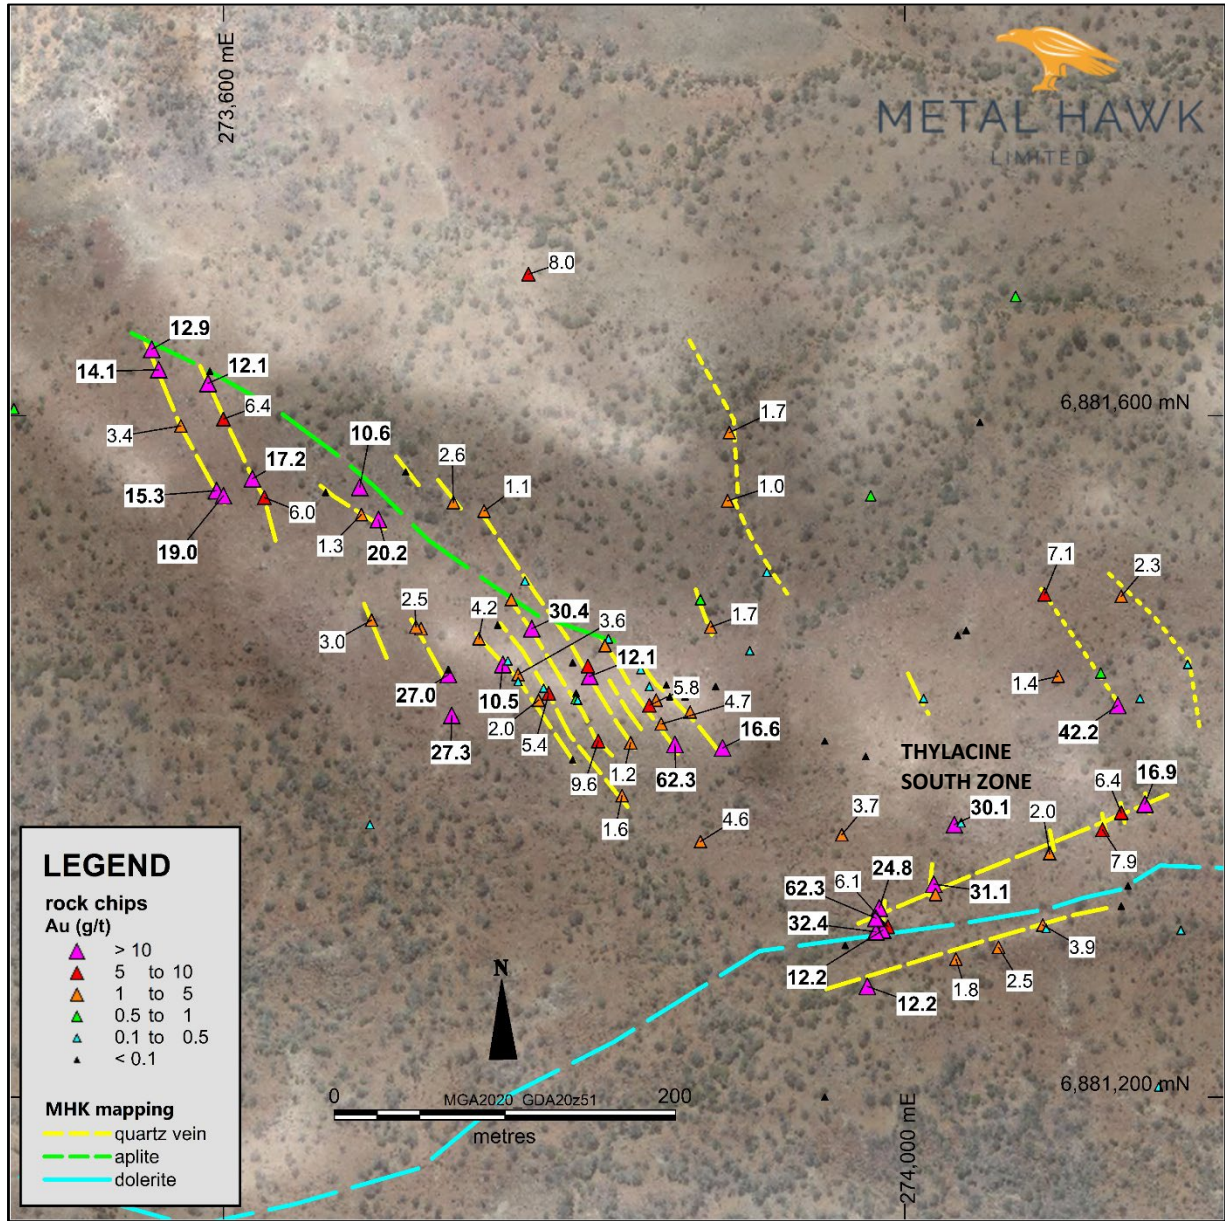 273,600 mE
METAL HAWK
LIMITED
8.0
12.9
14.1
12.1
6.4
3.4
17.2
15.3
19.0
6.0
10.6
1.3
20.2
2.6
1.1
1.7
6,881,600 mN
1.0
7.1
2.3
3.0
2.5
4.2
30.4
3.6
1.7
12.1
27.0
10.5
5.8
1.4
4.7
27.3
2.0
5.4
16.6
42.2
9.6
1.2
62.3
THYLACINE
SOUTH ZONE
1.6
4.6
3.7
30.1
2.0
6.4
16.9
7.9
24.8
6.1
62.3
31.1
32.4
12.2
3.9
2.5
1.8
12.2
LEGEND
rock chips
Au (g/t)
> 10
5 to 10
1 to 5
0.5 to 1
0.1 to 0.5
< 0.1
MHK mapping
quartz vein
aplite
dolerite
N
0 MGA2020_GDA20z51 200
metres
6,881,200 mN
274,000 mE